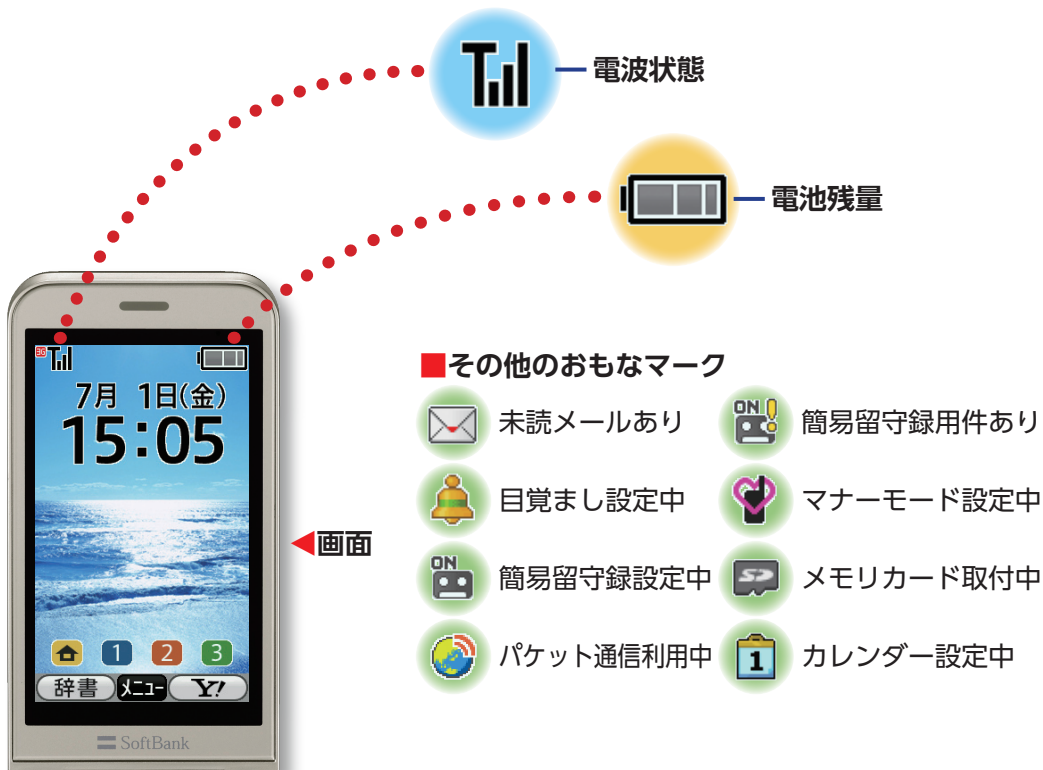 電波状態
電池残量
3G
7月 1日(金)
15:05
1 2 3
辞書 メニュー Y!
SoftBank
◀画面
■その他のおもなマーク
未読メールあり
ON! 簡易留守録用件あり
目覚まし設定中
マナーモード設定中
ON 簡易留守録設定中
SD メモリカード取付中
パケット通信利用中
1 カレンダー設定中